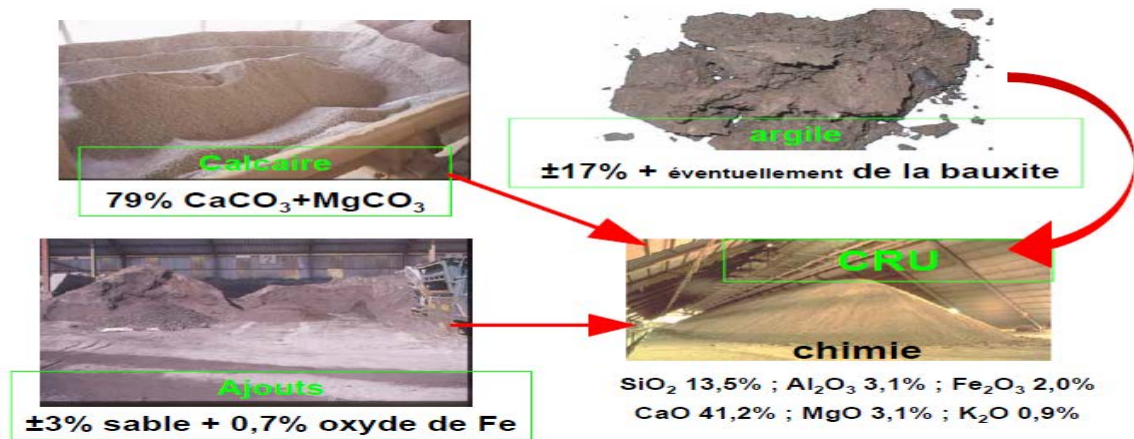 Calcaire
79% CaCO₃+MgCO₃
argile
±17% + éventuellement de la bauxite
Ajouts
±3% sable + 0,7% oxyde de Fe
CRU
chimie
SiO₂ 13,5% ; Al₂O₃ 3,1% ; Fe₂O₃ 2,0%
CaO 41,2% ; MgO 3,1% ; K₂O 0,9%